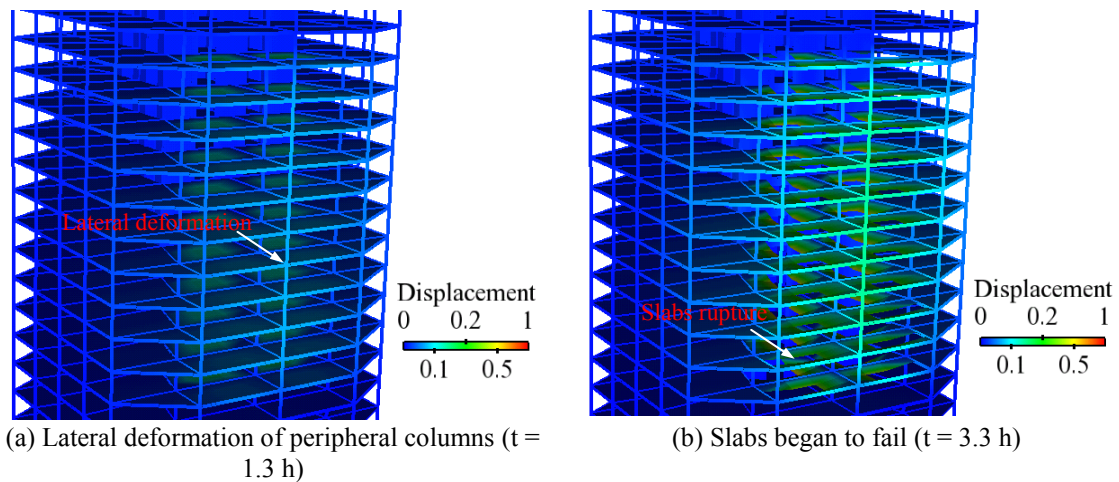 Lateral deformation
Displacement
0 0.2 1
0.1 0.5
(a) Lateral deformation of peripheral columns (t =
1.3 h)
Slabs rupture
Displacement
0 0.2 1
0.1 0.5
(b) Slabs began to fail (t = 3.3 h)